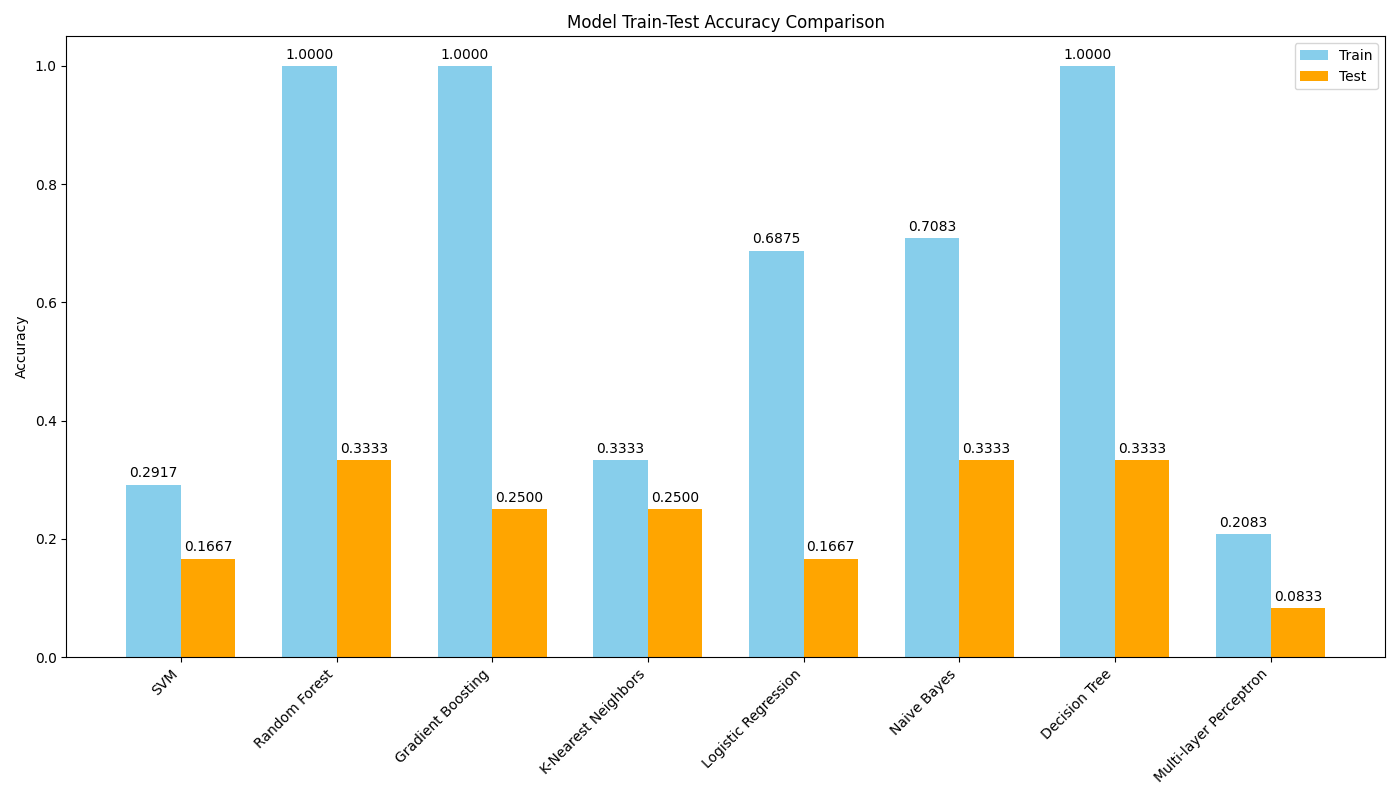 Model Train-Test Accuracy Comparison
Train
Test
Accuracy
1.0
0.8
0.6
0.4
0.2
0.0
0.2917
0.1667
1.0000
0.3333
1.0000
0.2500
0.3333
0.2500
0.6875
0.1667
0.7083
0.3333
1.0000
0.3333
0.2083
0.0833
SVM
Random Forest
Gradient Boosting
K-Nearest Neighbors
Logistic Regression
Naive Bayes
Decision Tree
Multi-layer Perceptron